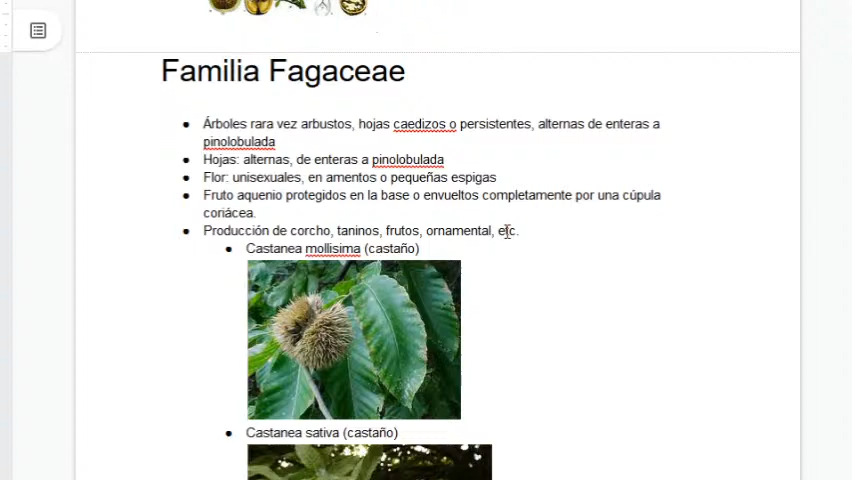 Familia Fagaceae
● Árboles rara vez arbustos, hojas caedizos o persistentes, alternas de enteras a
pinolobulada
● Hojas: alternas, de enteras a pinolobulada
● Flor: unisexuales, en amentos o pequeñas espigas
● Fruto aquenio protegidos en la base o envueltos completamente por una cúpula
coriácea.
● Producción de corcho, taninos, frutos, ornamental, etc.
● Castanea mollisima (castaño)
● Castanea sativa (castaño)